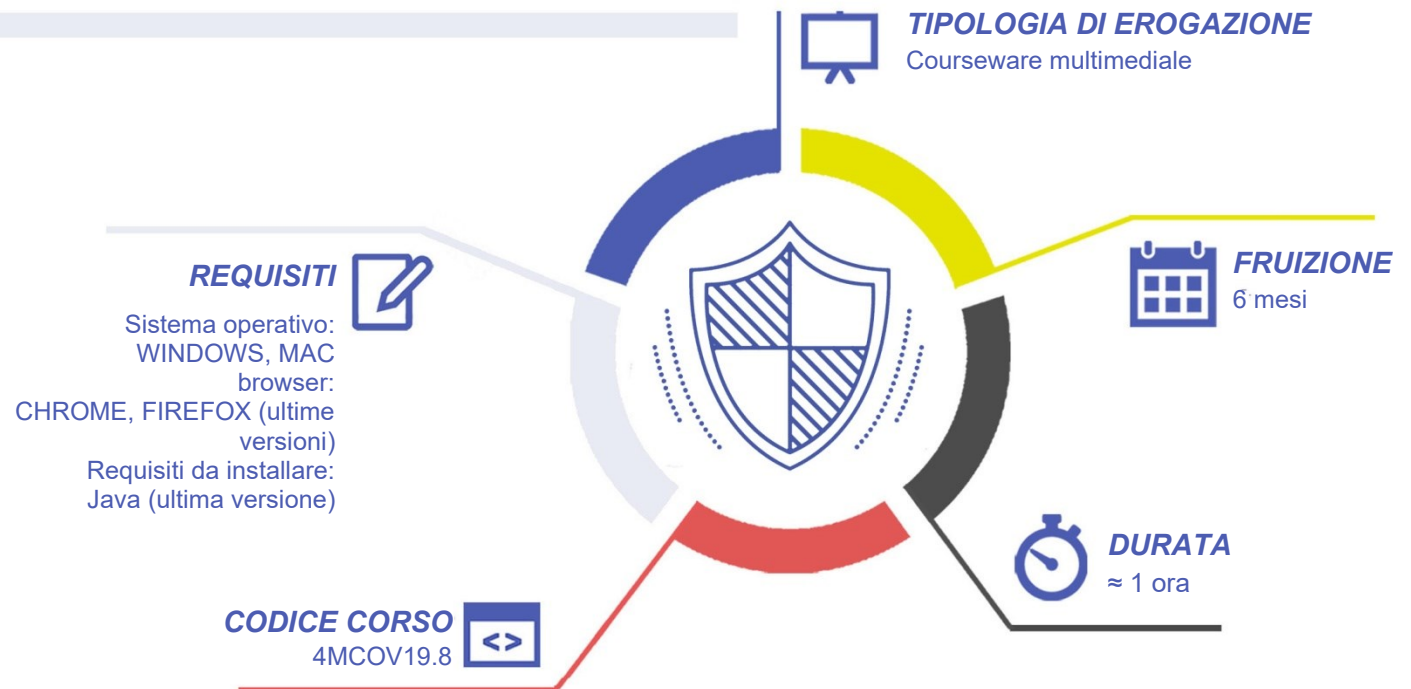 TIPOLOGIA DI EROGAZIONE
Courseware multimediale
REQUISITI
Sistema operativo:
WINDOWS, MAC
browser:
CHROME, FIREFOX (ultime
versioni)
Requisiti da installare:
Java (ultima versione)
FRUIZIONE
6 mesi
DURATA
≈ 1 ora
CODICE CORSO
4MCOV19.8
<>